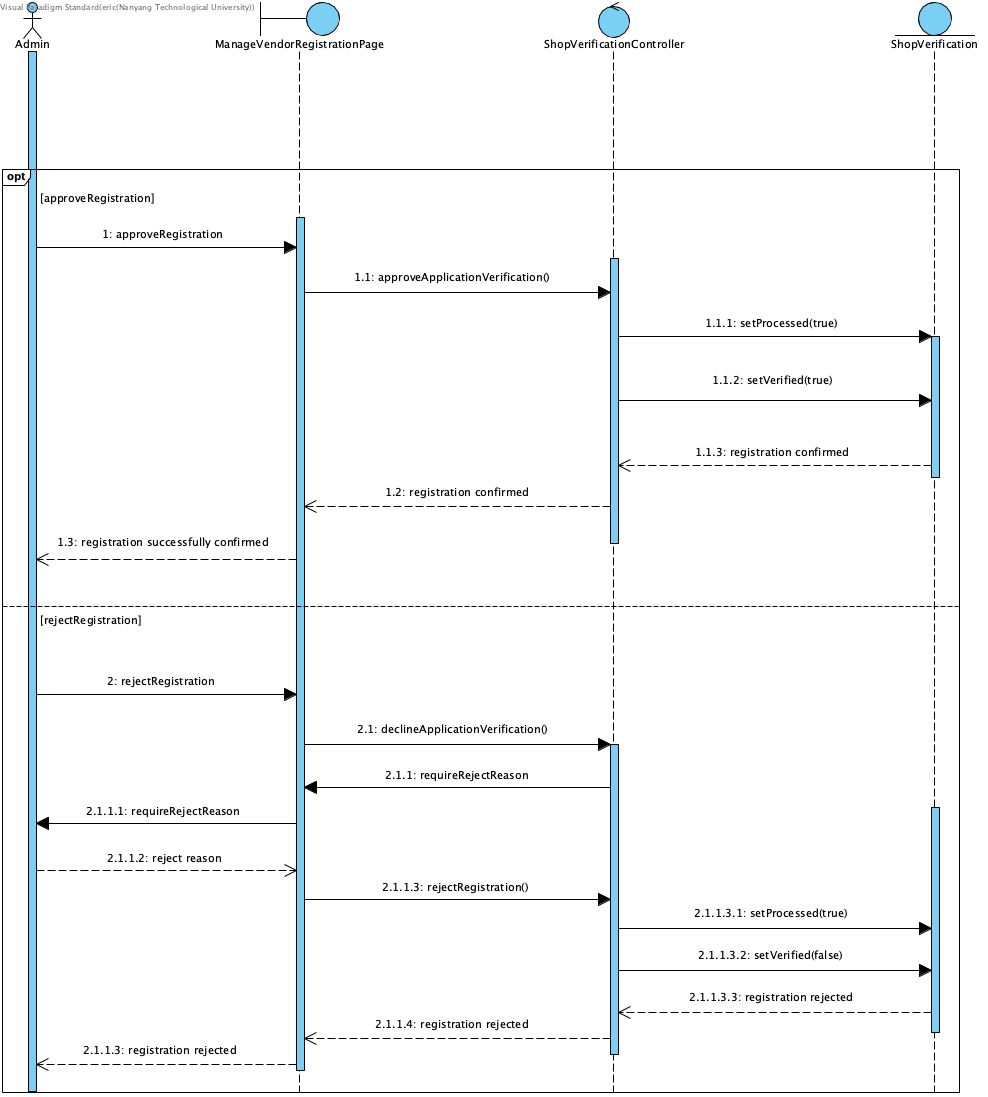 Visual Paradigm Standard(eric(Nanyang Technological University))
Admin
ManageVendorRegistrationPage
ShopVerificationController
ShopVerification
opt
[approveRegistration]
1: approveRegistration
1.1: approveApplicationVerification()
1.1.1: setProcessed(true)
1.1.2: setVerified(true)
1.1.3: registration confirmed
1.2: registration confirmed
1.3: registration successfully confirmed
[rejectRegistration]
2: rejectRegistration
2.1: declineApplicationVerification()
2.1.1: requireRejectReason
2.1.1.1: requireRejectReason
2.1.1.2: reject reason
2.1.1.3: rejectRegistration()
2.1.1.3.1: setProcessed(true)
2.1.1.3.2: setVerified(false)
2.1.1.3.3: registration rejected
2.1.1.4: registration rejected
2.1.1.3: registration rejected